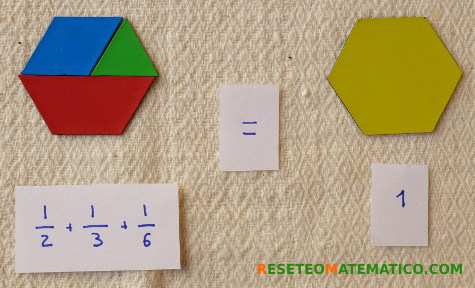 =
1/2 + 1/3 + 1/6
1
RESETEOMATEMÁTICO.COM